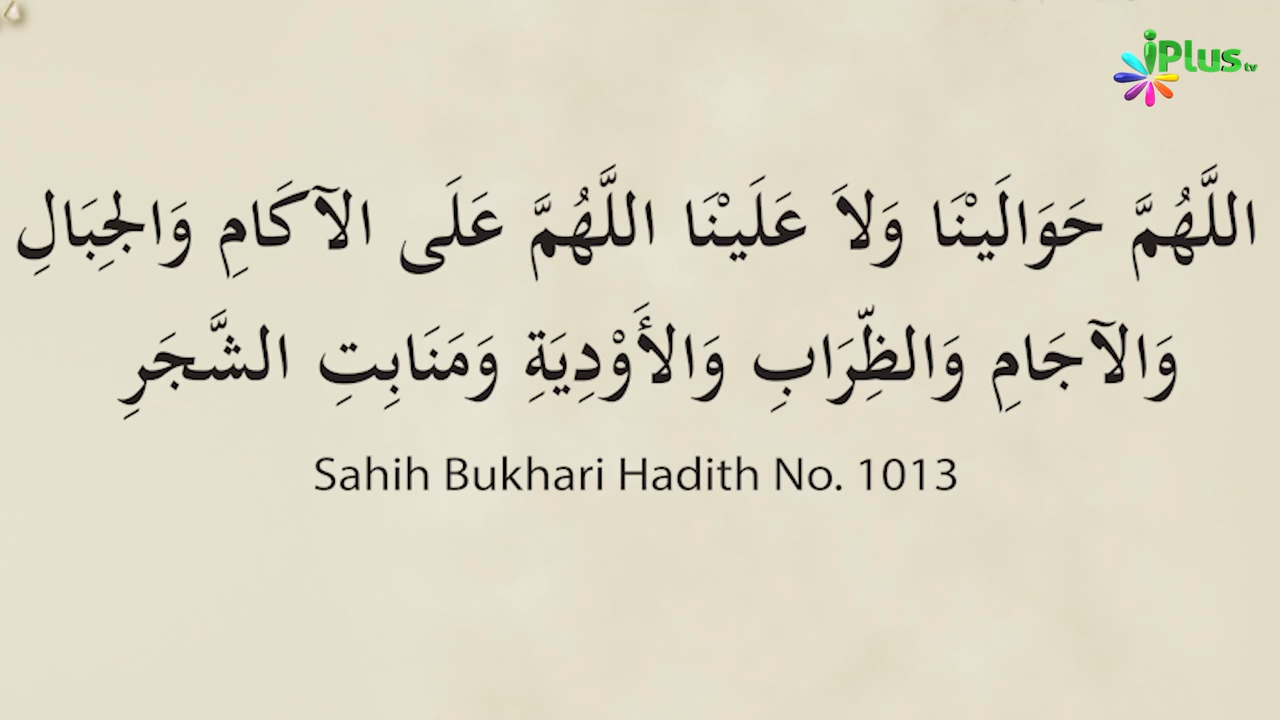 iPlus tv
اللَّهُمَّ حَوَالَيْنَا وَلاَ عَلَيْنَا اللَّهُمَّ عَلَى الآكَامِ وَالْجِبَالِ
وَالآجَامِ وَالظِّرَابِ وَالأَوْدِيَةِ وَمَنَابِتِ الشَّجَرِ
Sahih Bukhari Hadith No. 1013